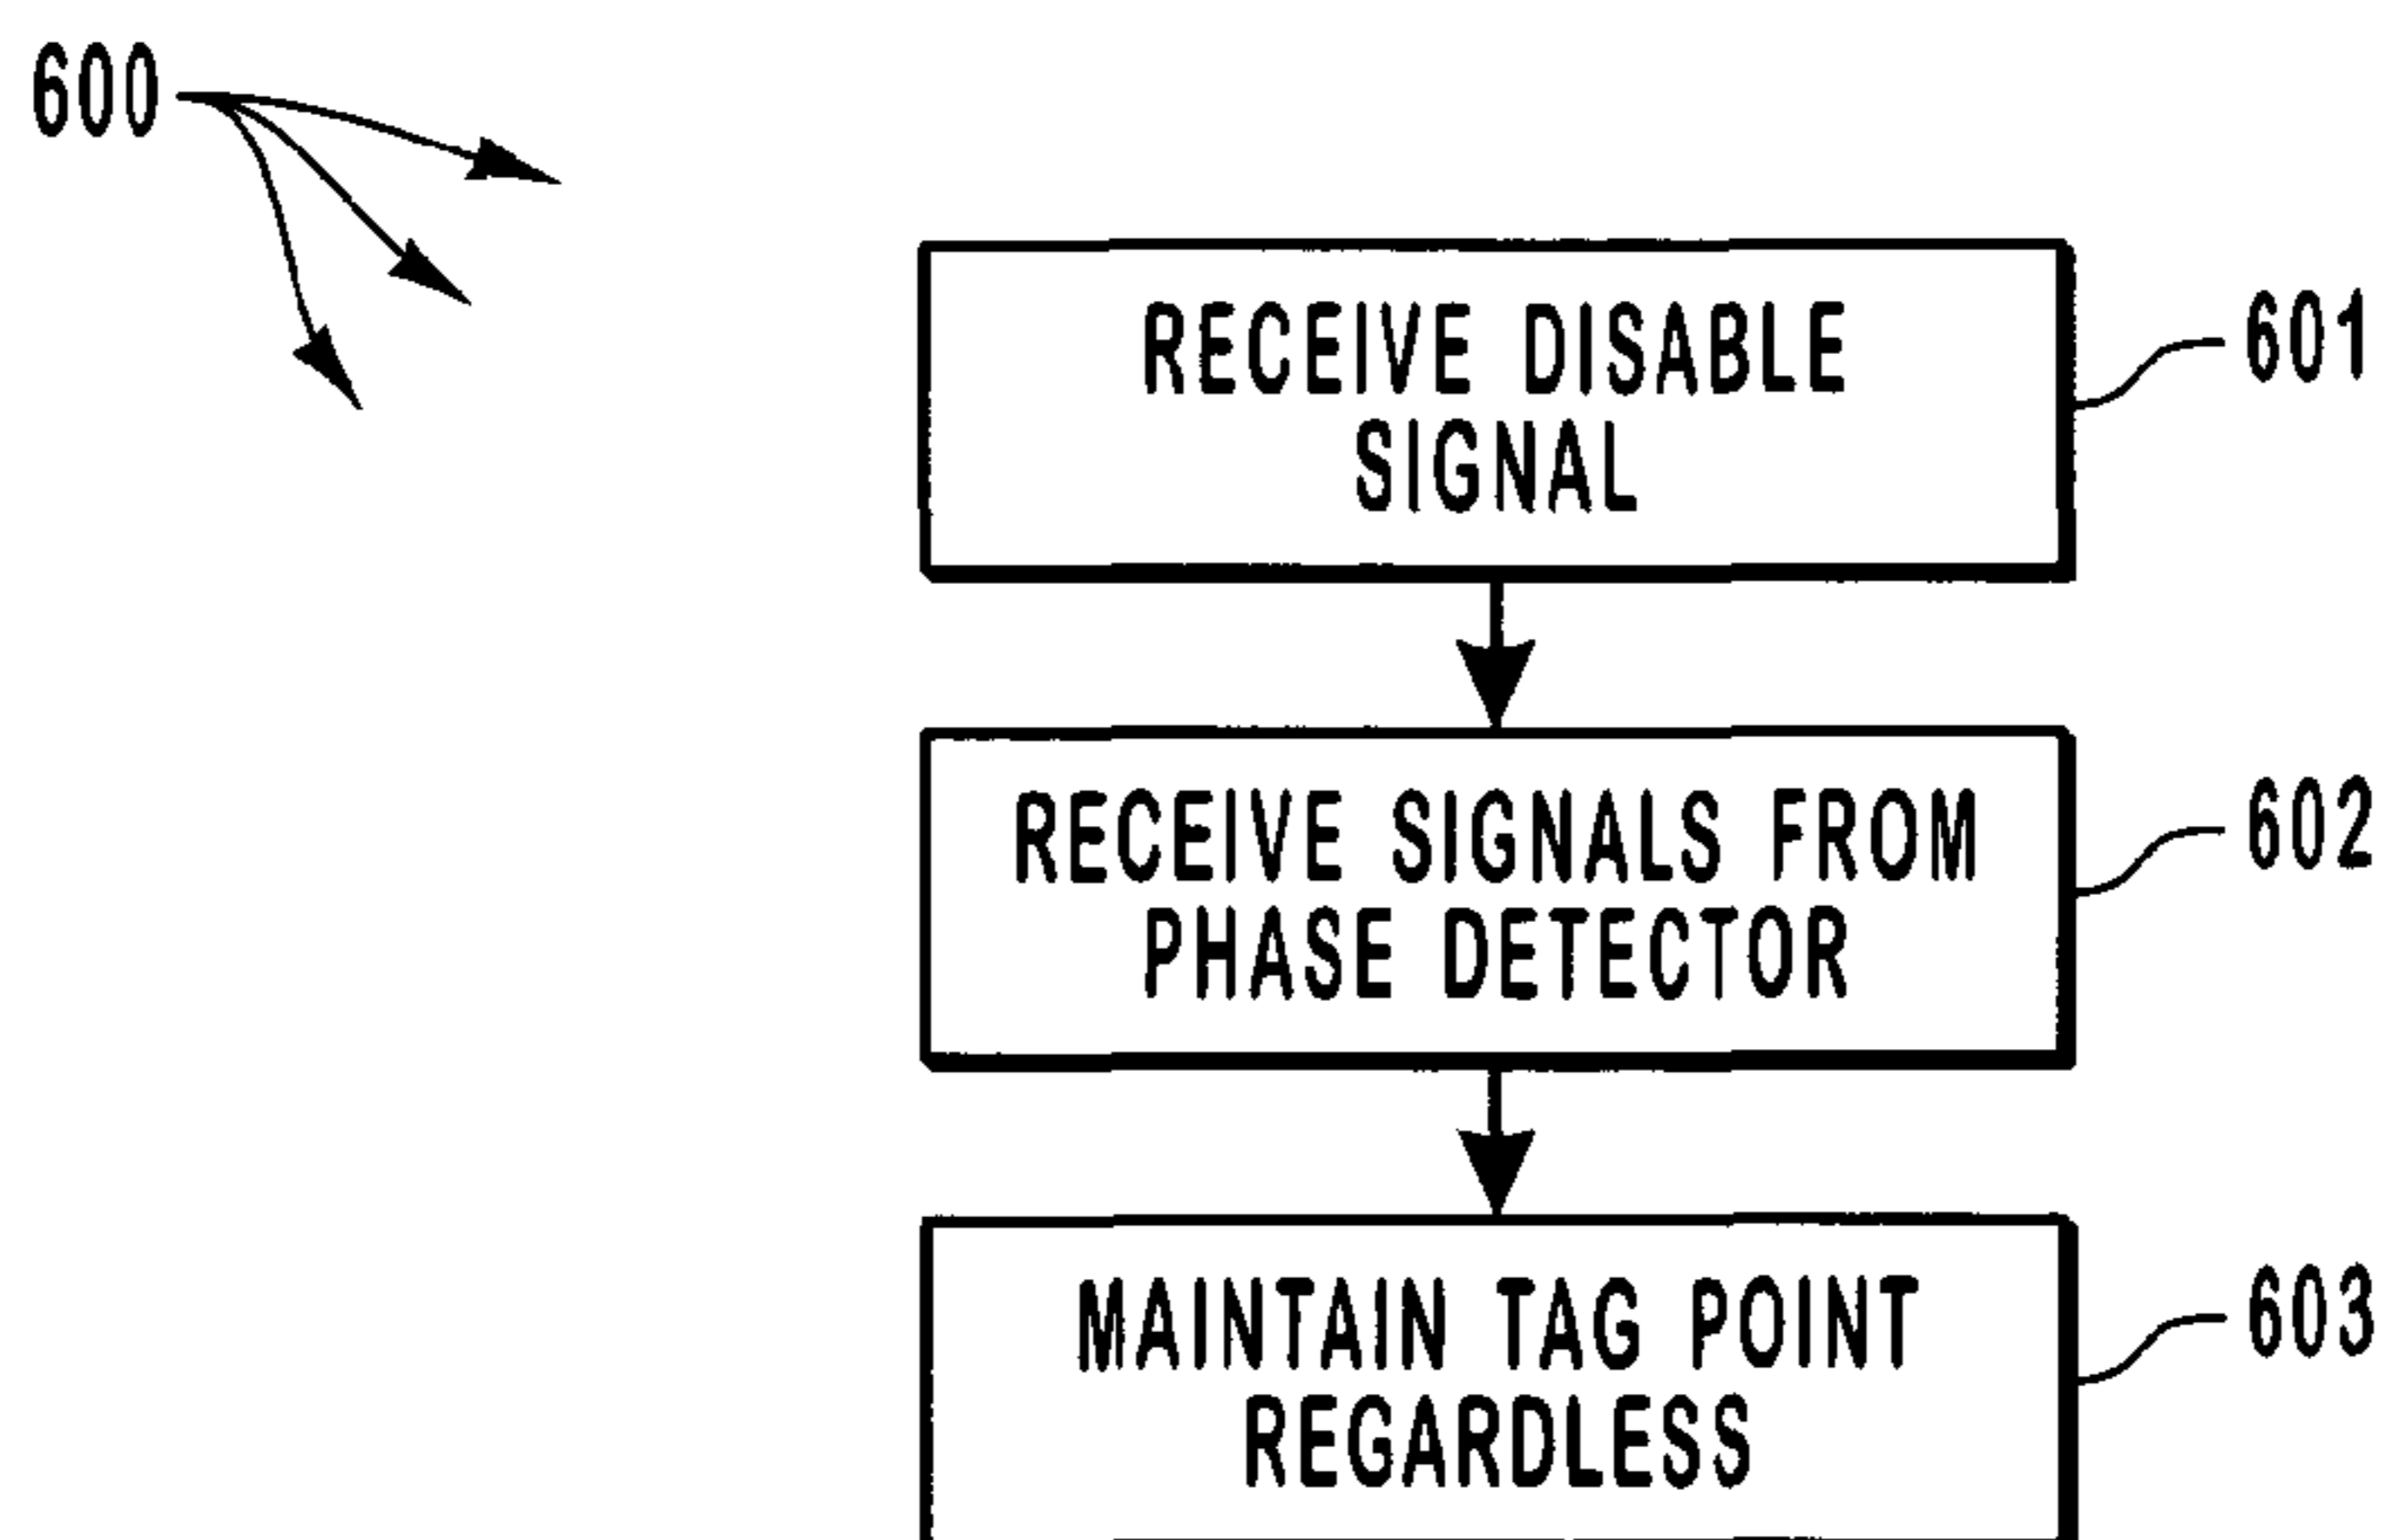 600
RECEIVE DISABLE
SIGNAL
601
RECEIVE SIGNALS FROM
PHASE DETECTOR
602
MAINTAIN TAG POINT
REGARDLESS
603